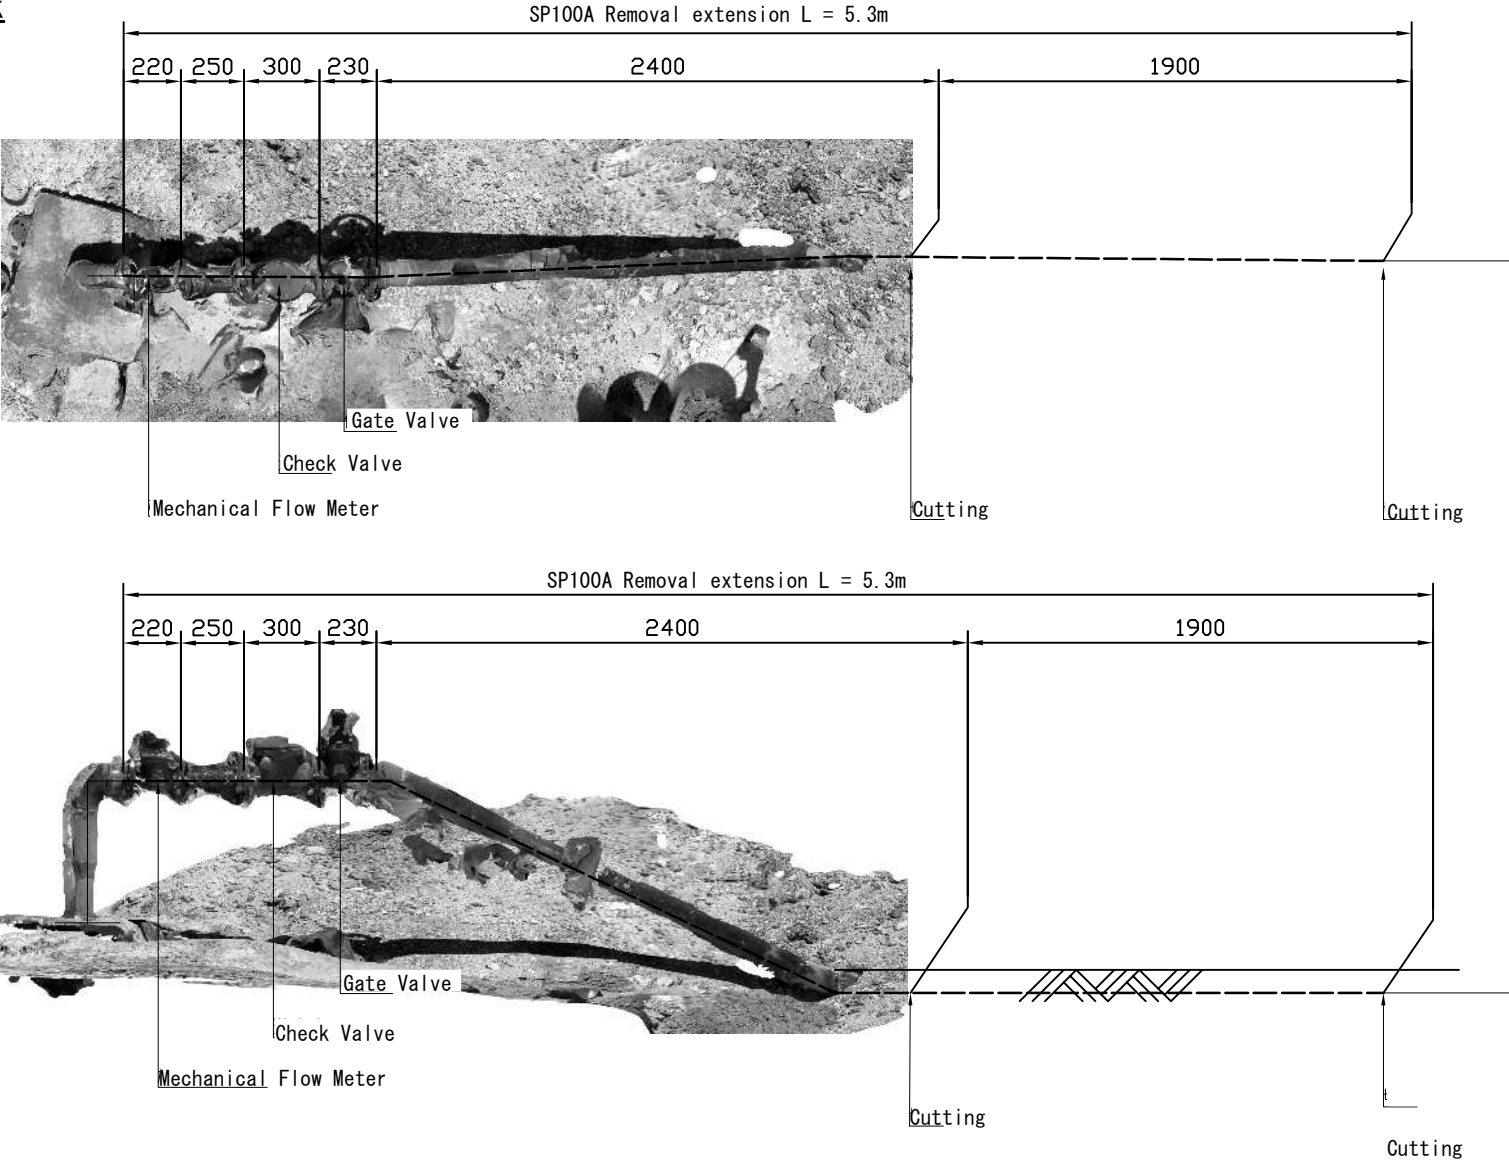 SP100A Removal extension L = 5.3m
220 250 300 230 2400 1900
Gate Valve
Check Valve
Mechanical Flow Meter
Cutting
Cutting
SP100A Removal extension L = 5.3m
220 250 300 230 2400 1900
Gate Valve
Check Valve
Mechanical Flow Meter
Cutting
Cutting